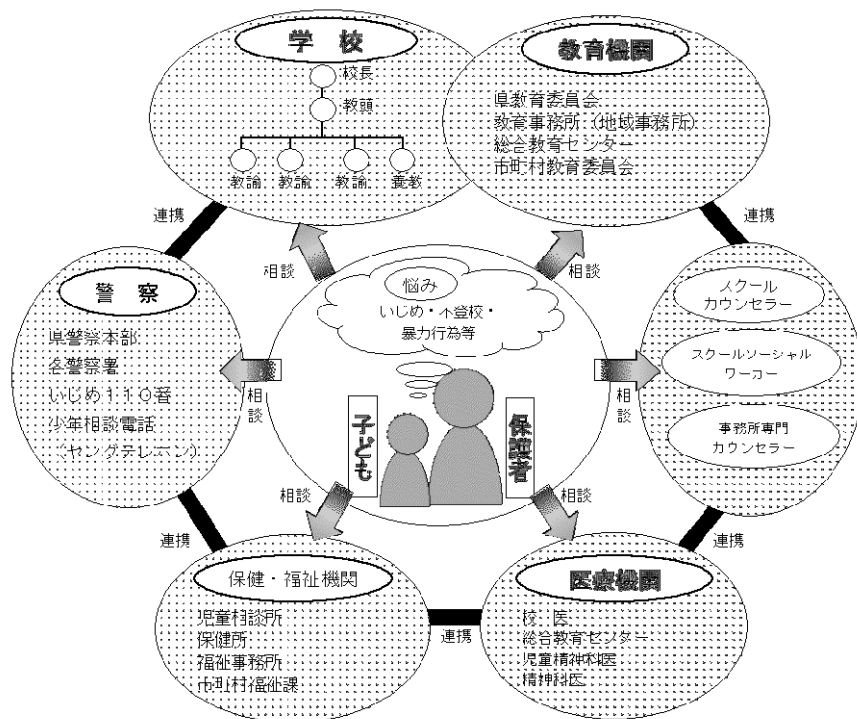 学 校
校長
教頭
教諭
教諭
教諭
養教
教育機関
県教育委員会
教育事務所（地域事務所）
総合教育センター
市町村教育委員会
連携
連携
相談
相談
悩み
いじめ・不登校・
暴力行為等
警 察
県警察本部
各警察署
いじめ１１０番
少年相談電話
（ヤングテレホン）
相談
相談
スクール
カウンセラー
スクールソーシャル
ワーカー
事務所専門
カウンセラー
子ども
保護者
相談
相談
連携
連携
保健・福祉機関
児童相談所
保健所
福祉事務所
市町村福祉課
連携
医療機関
校 医
総合教育センター
児童精神科医
精神科医